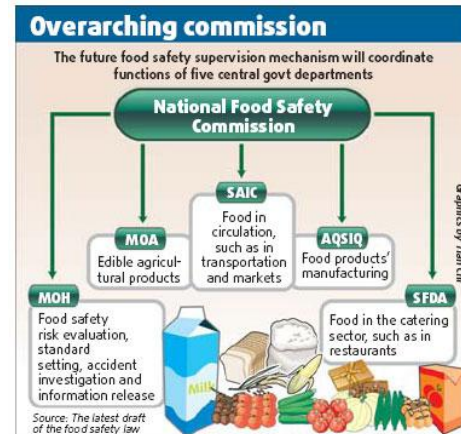 Overarching commission
The future food safety supervision mechanism will coordinate
functions of five central govt departments
National Food Safety
Commission
SAIC
Food in
circulation,
such as in
transportation
and markets
MOA
Edible agricul-
tural products
AQSIQ
Food products'
manufacturing
MOH
Food safety
risk evaluation,
standard
setting, accident
investigation and
information release
SFDA
Food in the catering
sector, such as in
restaurants
Milk
Source: The latest draft
of the food safety law
Graphics by